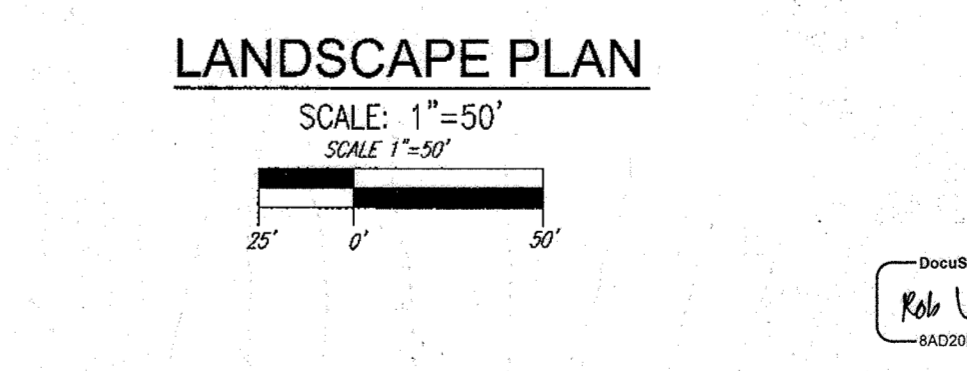 LANDSCAPE PLAN
SCALE: 1"=50'
SCALE 1"=50'
25' 0' 50'
DocuS
Rob
8AD20